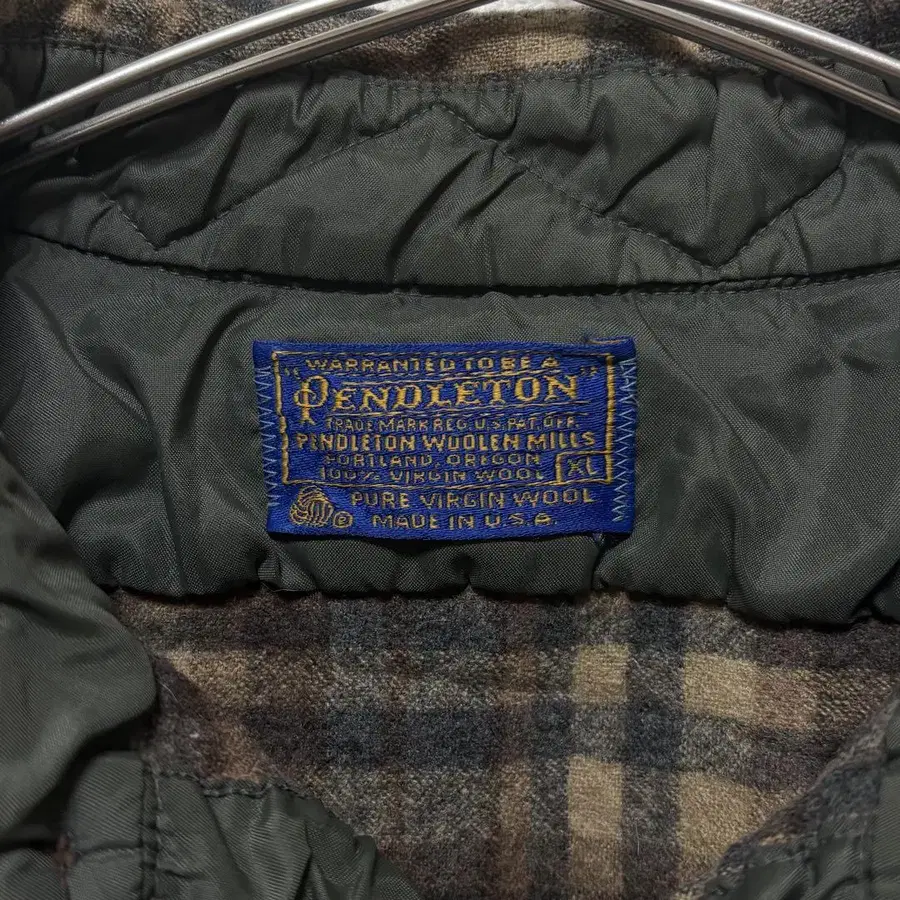 WARRANTED TO BE A
"PENDLETON"
TRADE MARK REG. U.S. PAT. OFF.
PENDLETON WOOLEN MILLS
PORTLAND, OREGON
100% VIRGIN WOOL XL
PURE VIRGIN WOOL
© MADE IN U.S.A.